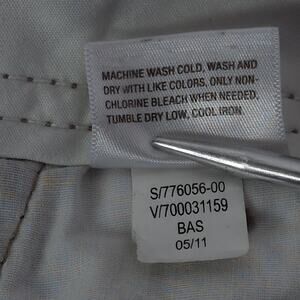 MACHINE WASH COLD, WASH AND
DRY WITH LIKE COLORS, ONLY NON-
CHLORINE BLEACH WHEN NEEDED,
TUMBLE DRY LOW, COOL IRON.
S/776056-00
V/700031159
BAS
05/11